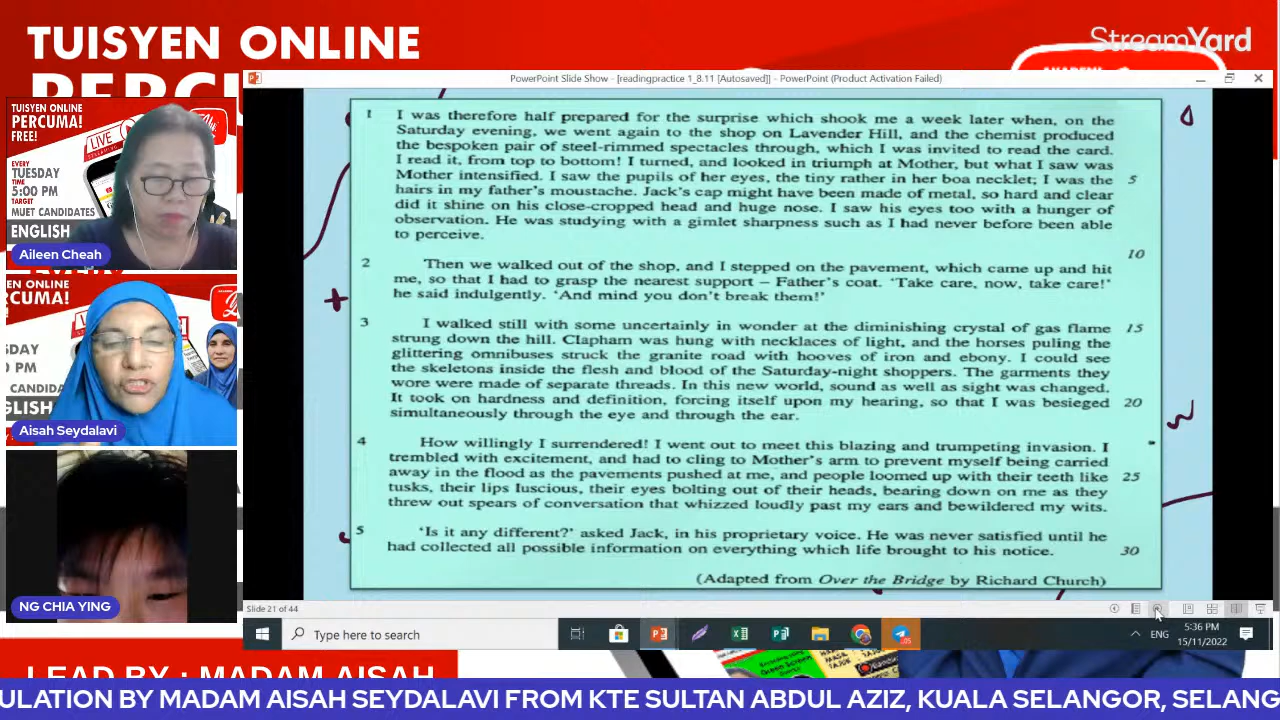 TUISYEN ONLINE
StreamYard
PowerPoint Slide Show - [readingpractice 1_8.11 [Autosaved]] - PowerPoint (Product Activation Failed)
TUISYEN ONLINE
PERCUMA!
FREE!
LIVE
EVERY
TUESDAY
TIME
5:00 PM
TARGET
MUET CANDIDATES
ENGLISH
Aileen Cheah
Aisah Seydalavi
NG CHIA YING
1 I was therefore half prepared for the surprise which shook me a week later when, on the
Saturday evening, we went again to the shop on Lavender Hill, and the chemist produced
the bespoken pair of steel-rimmed spectacles through, which I was invited to read the card.
I read it, from top to bottom! I turned, and looked in triumph at Mother, but what I saw was
Mother intensified. I saw the pupils of her eyes, the tiny rather in her boa necklet; I was the 5
hairs in my father's moustache. Jack's cap might have been made of metal, so hard and clear
did it shine on his close-cropped head and huge nose. I saw his eyes too with a hunger of
observation. He was studying with a gimlet sharpness such as I had never before been able
to perceive.
10
2 'Then we walked out of the shop, and I stepped on the pavement, which came up and hit
me, so that I had to grasp the nearest support – Father's coat. 'Take care, now, take care!'
he said indulgently. 'And mind you don't break them!'
3 I walked still with some uncertainly in wonder at the diminishing crystal of gas flame 15
strung down the hill. Clapham was hung with necklaces of light, and the horses puling the
glittering omnibuses struck the granite road with hooves of iron and ebony. I could see
the skeletons inside the flesh and blood of the Saturday-night shoppers. The garments they
wore were made of separate threads. In this new world, sound as well as sight was changed.
It took on hardness and definition, forcing itself upon my hearing, so that I was besieged 20
simultaneously through the eye and through the ear.
4 How willingly I surrendered! I went out to meet this blazing and trumpeting invasion. I
trembled with excitement, and had to cling to Mother's arm to prevent myself being carried
away in the flood as the pavements pushed at me, and people loomed up with their teeth like 25
tusks, their lips luscious, their eyes bolting out of their heads, bearing down on me as they
threw out spears of conversation that whizzed loudly past my ears and bewildered my wits.
5 'Is it any different?' asked Jack, in his proprietary voice. He was never satisfied until he
had collected all possible information on everything which life brought to his notice. 30
(Adapted from Over the Bridge by Richard Church)
Slide 21 of 44
Type here to search
ENG
5:36 PM
15/11/2022
LEAD BY : MADAM AISAH
ULATION BY MADAM AISAH SEYDALAVI FROM KTE SULTAN ABDUL AZIZ, KUALA SELANGOR, SELANG